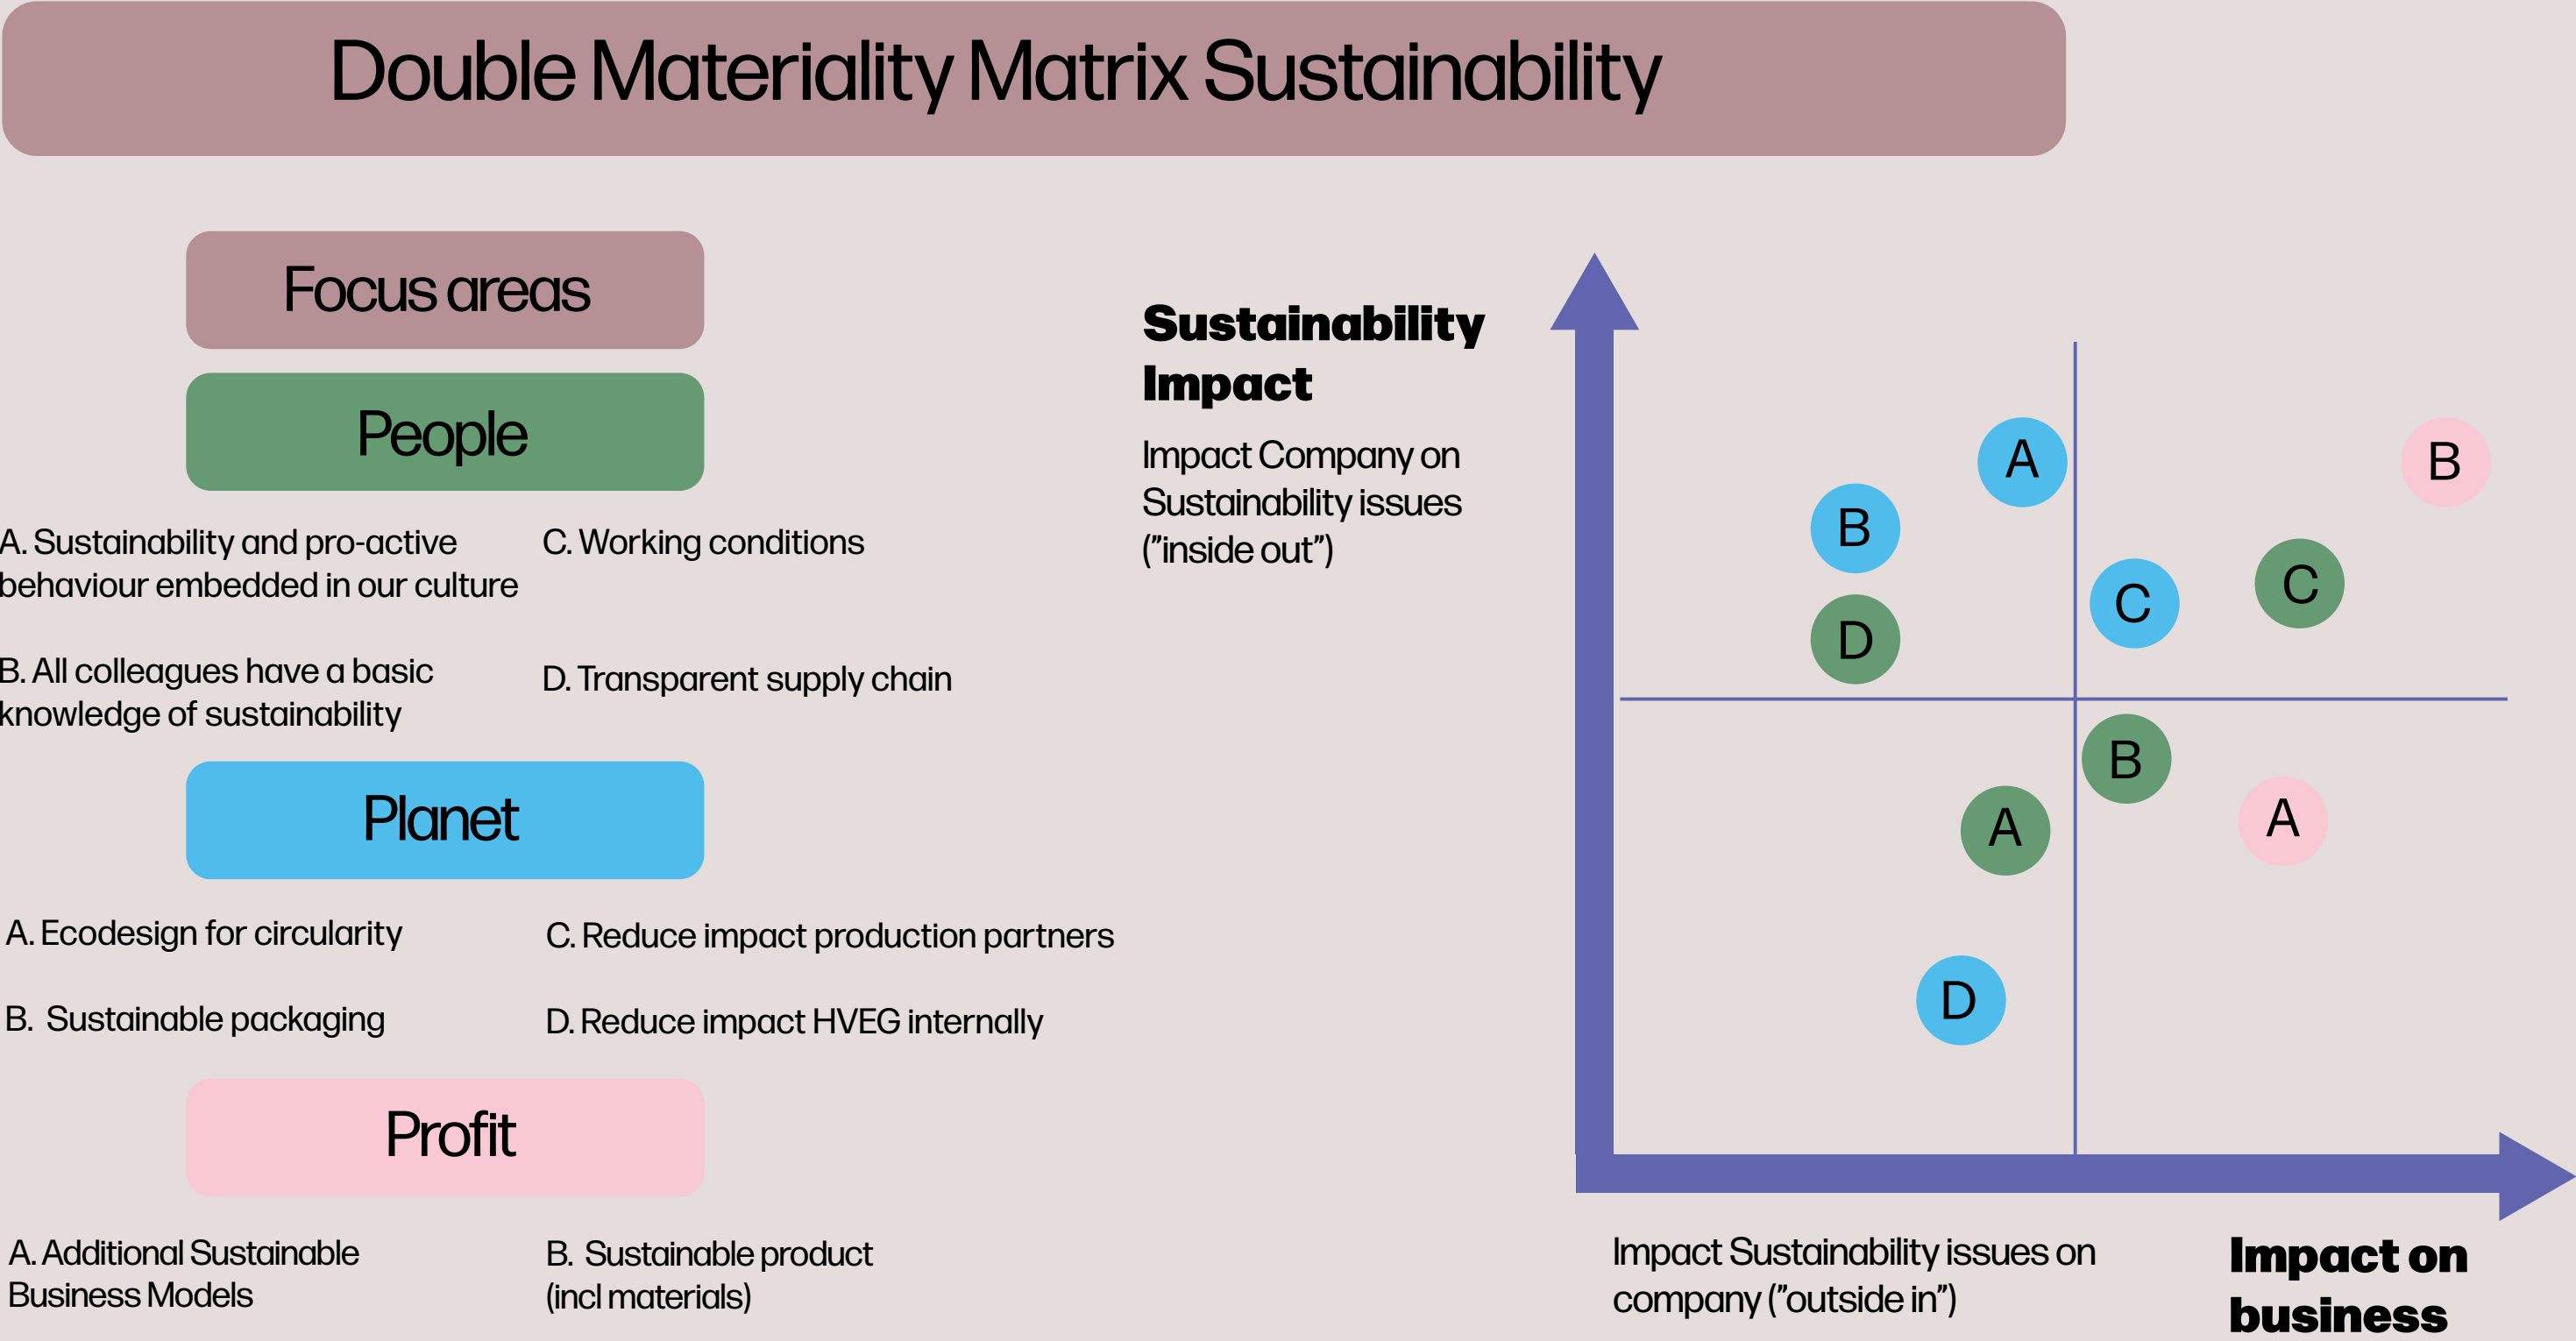 Double Materiality Matrix Sustainability
Focus areas
People
A. Sustainability and pro-active
behaviour embedded in our culture
B. All colleagues have a basic
knowledge of sustainability
C. Working conditions
D. Transparent supply chain
Planet
A. Ecodesign for circularity
B. Sustainable packaging
C. Reduce impact production partners
D. Reduce impact HVEG internally
Profit
A. Additional Sustainable
Business Models
B. Sustainable product
(incl materials)
Sustainability
Impact
Impact Company on
Sustainability issues
(”inside out”)
A
B
B
C
C
D
B
A
A
D
Impact Sustainability issues on
company (”outside in”)
Impact on
business